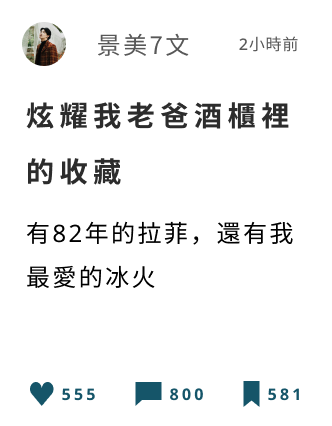 景美7文
2小時前
炫耀我老爸酒櫃裡
的收藏
有82年的拉菲，還有我
最愛的冰火
555
800
581